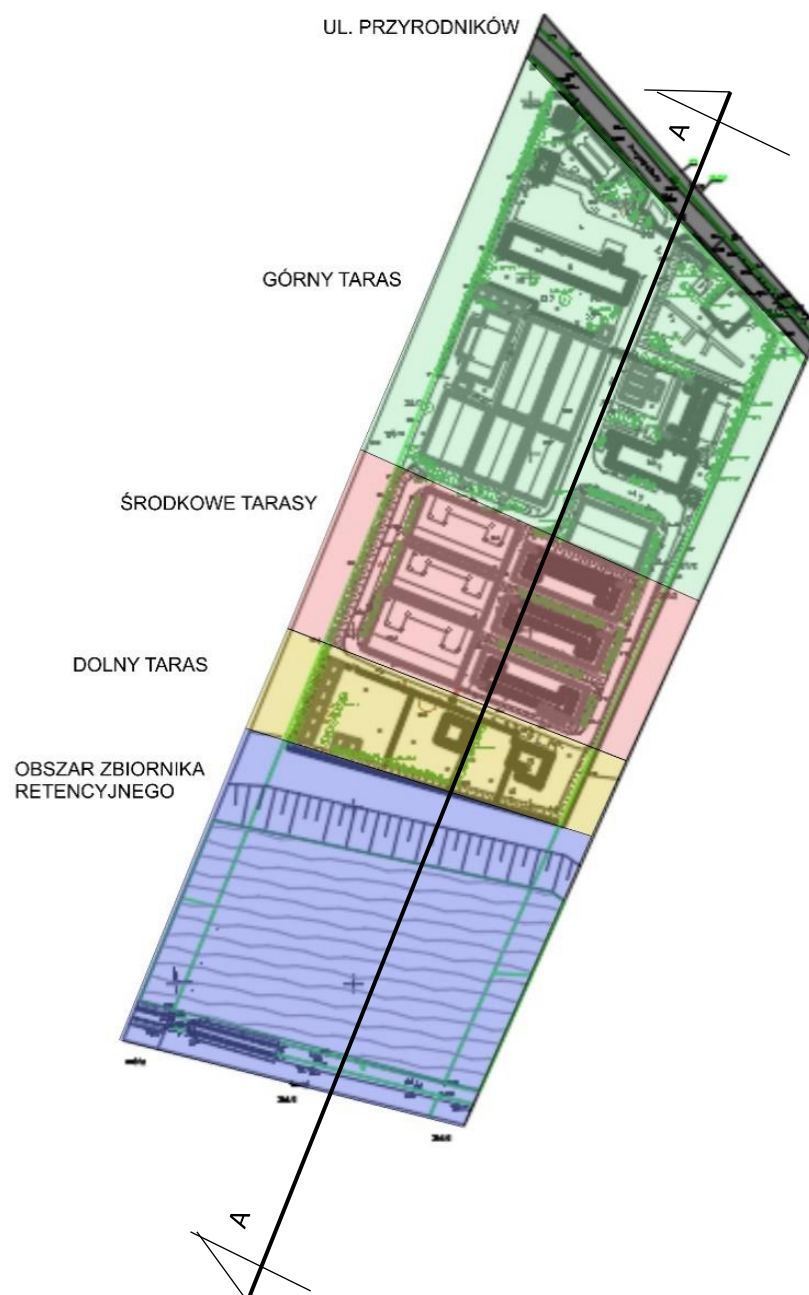 UL. PRZYRODNIKÓW
A
GÓRNY TARAS
ŚRODKOWE TARASY
DOLNY TARAS
OBSZAR ZBIORNIKA
RETENCYJNEGO
A